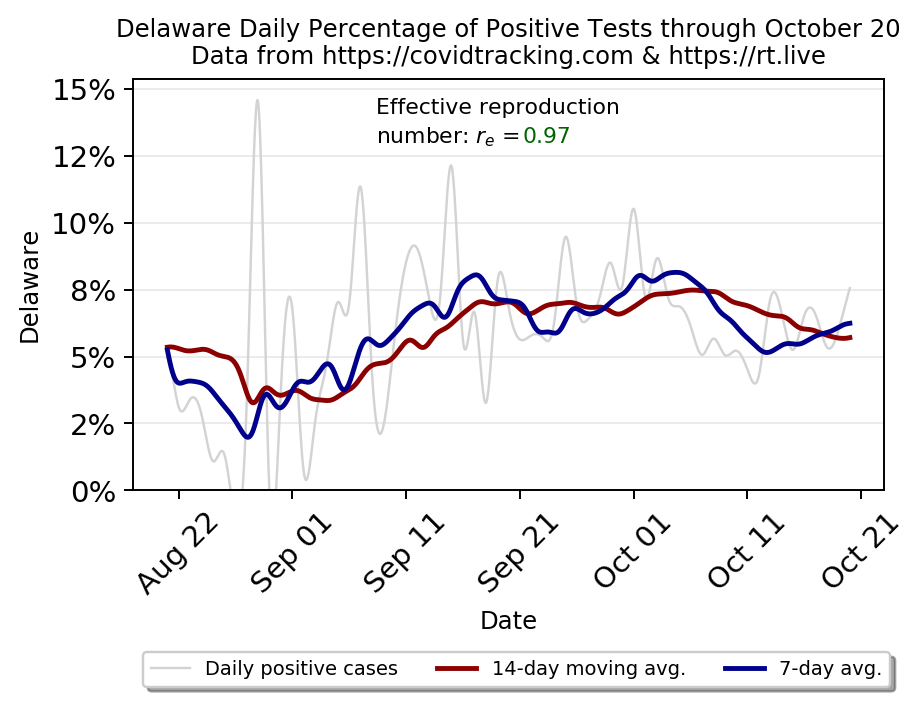 Delaware Daily Percentage of Positive Tests through October 20
Data from https://covidtracking.com & https://rt.live
15%
Effective reproduction
number: rₑ =0.97
12%
10%
8%
5%
2%
0%
Delaware
Aug 22
Sep 01
Sep 11
Sep 21
Oct 01
Oct 11
Oct 21
Date
Daily positive cases
14-day moving avg.
7-day avg.